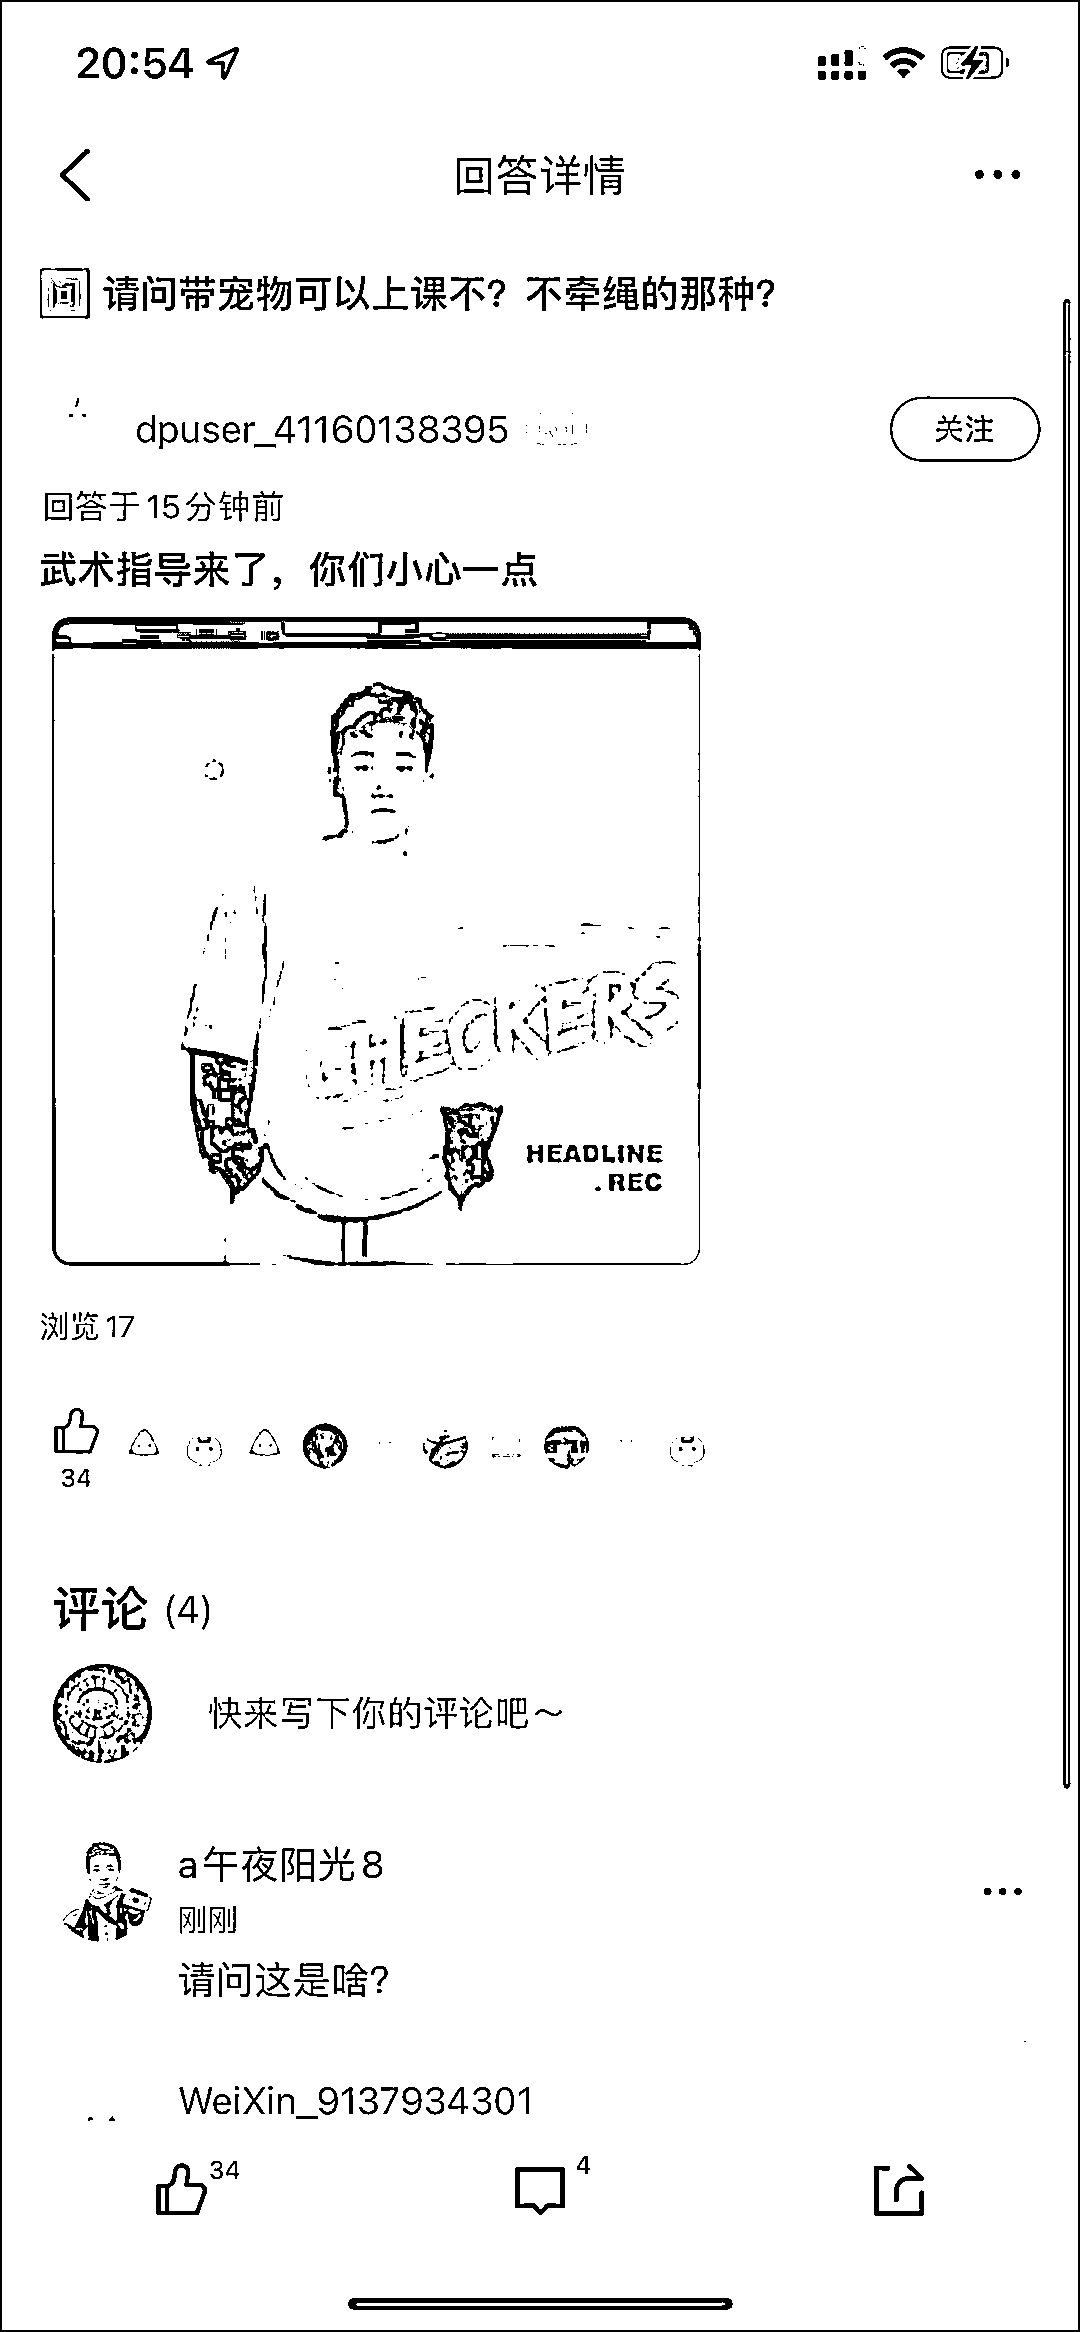 20:54
回答详情
问 请问带宠物可以上课不？不牵绳的那种？
dpuser_41160138395
关注
回答于15分钟前
武术指导来了，你们小心一点
CHECKERS
HEADLINE
.REC
浏览17
34
评论 (4)
快来写下你的评论吧～
a午夜阳光8
刚刚
请问这是啥？
WeiXin_9137934301
34
4